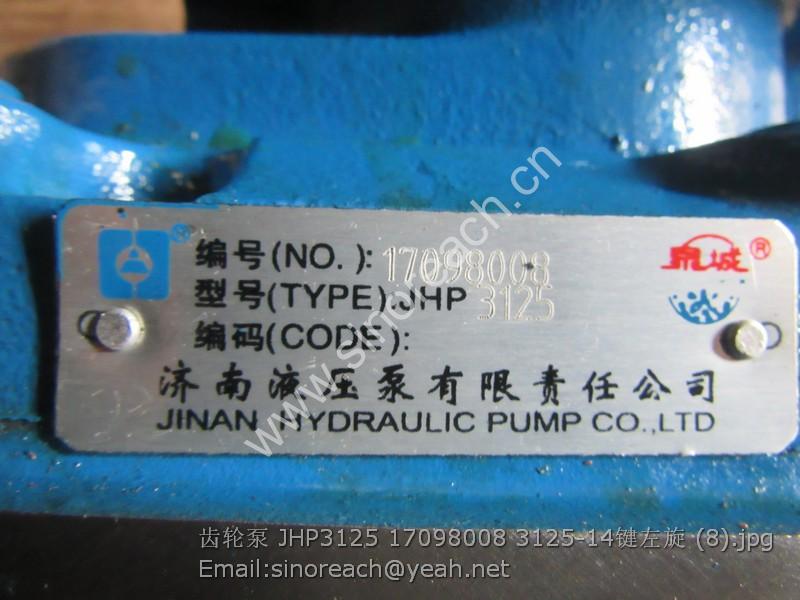 编号(NO.):17098008
型号(TYPE):JHP 3125
编码(CODE):
济南液压泵有限责任公司
JINAN HYDRAULIC PUMP CO.,LTD
泉城®
®
www.sinoreach.cn
齿轮泵 JHP3125 17098008 3125-14键左旋 (8).jpg
Email:sinoreach@yeah.net